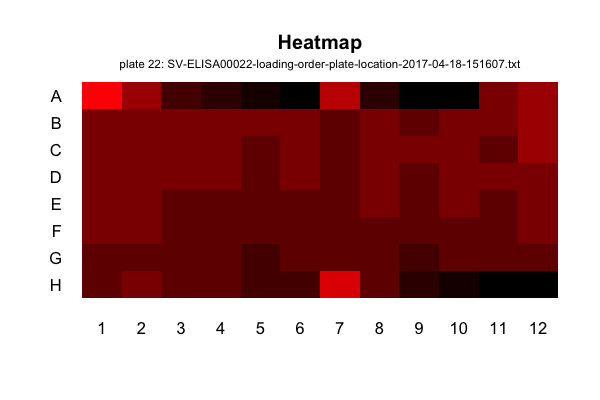 Heatmap
plate 22: SV-ELISA00022-loading-order-plate-location-2017-04-18-151607.txt
A
B
C
D
E
F
G
H
1 2 3 4 5 6 7 8 9 10 11 12